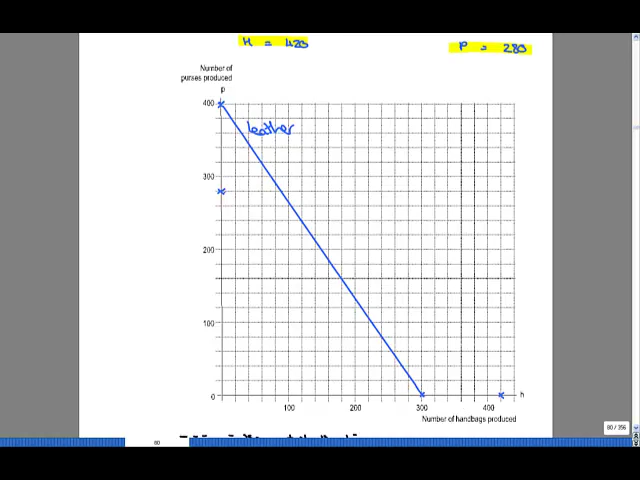 H = 420
P = 280
Number of
purses produced
p
400
leather
300
200
100
0
h
100
200
300
400
Number of handbags produced
80 / 356
80